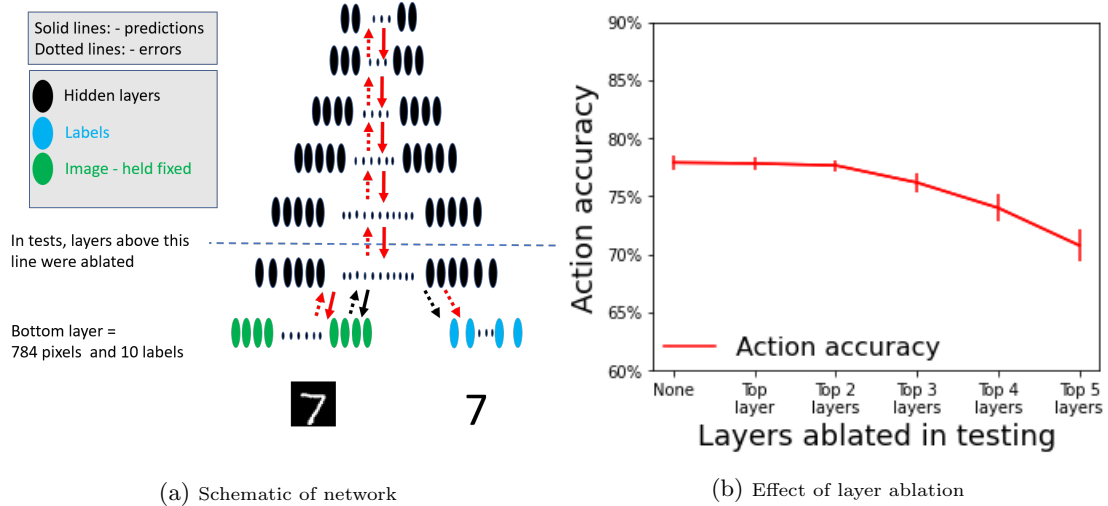 Solid lines: - predictions
Dotted lines: - errors
Hidden layers
Labels
Image - held fixed
In tests, layers above this
line were ablated
Bottom layer =
784 pixels and 10 labels
7
7
(a) Schematic of network
90%
85%
80%
75%
70%
65%
60%
Action accuracy
Action accuracy
None
Top
layer
Top 2
layers
Top 3
layers
Top 4
layers
Top 5
layers
Layers ablated in testing
(b) Effect of layer ablation